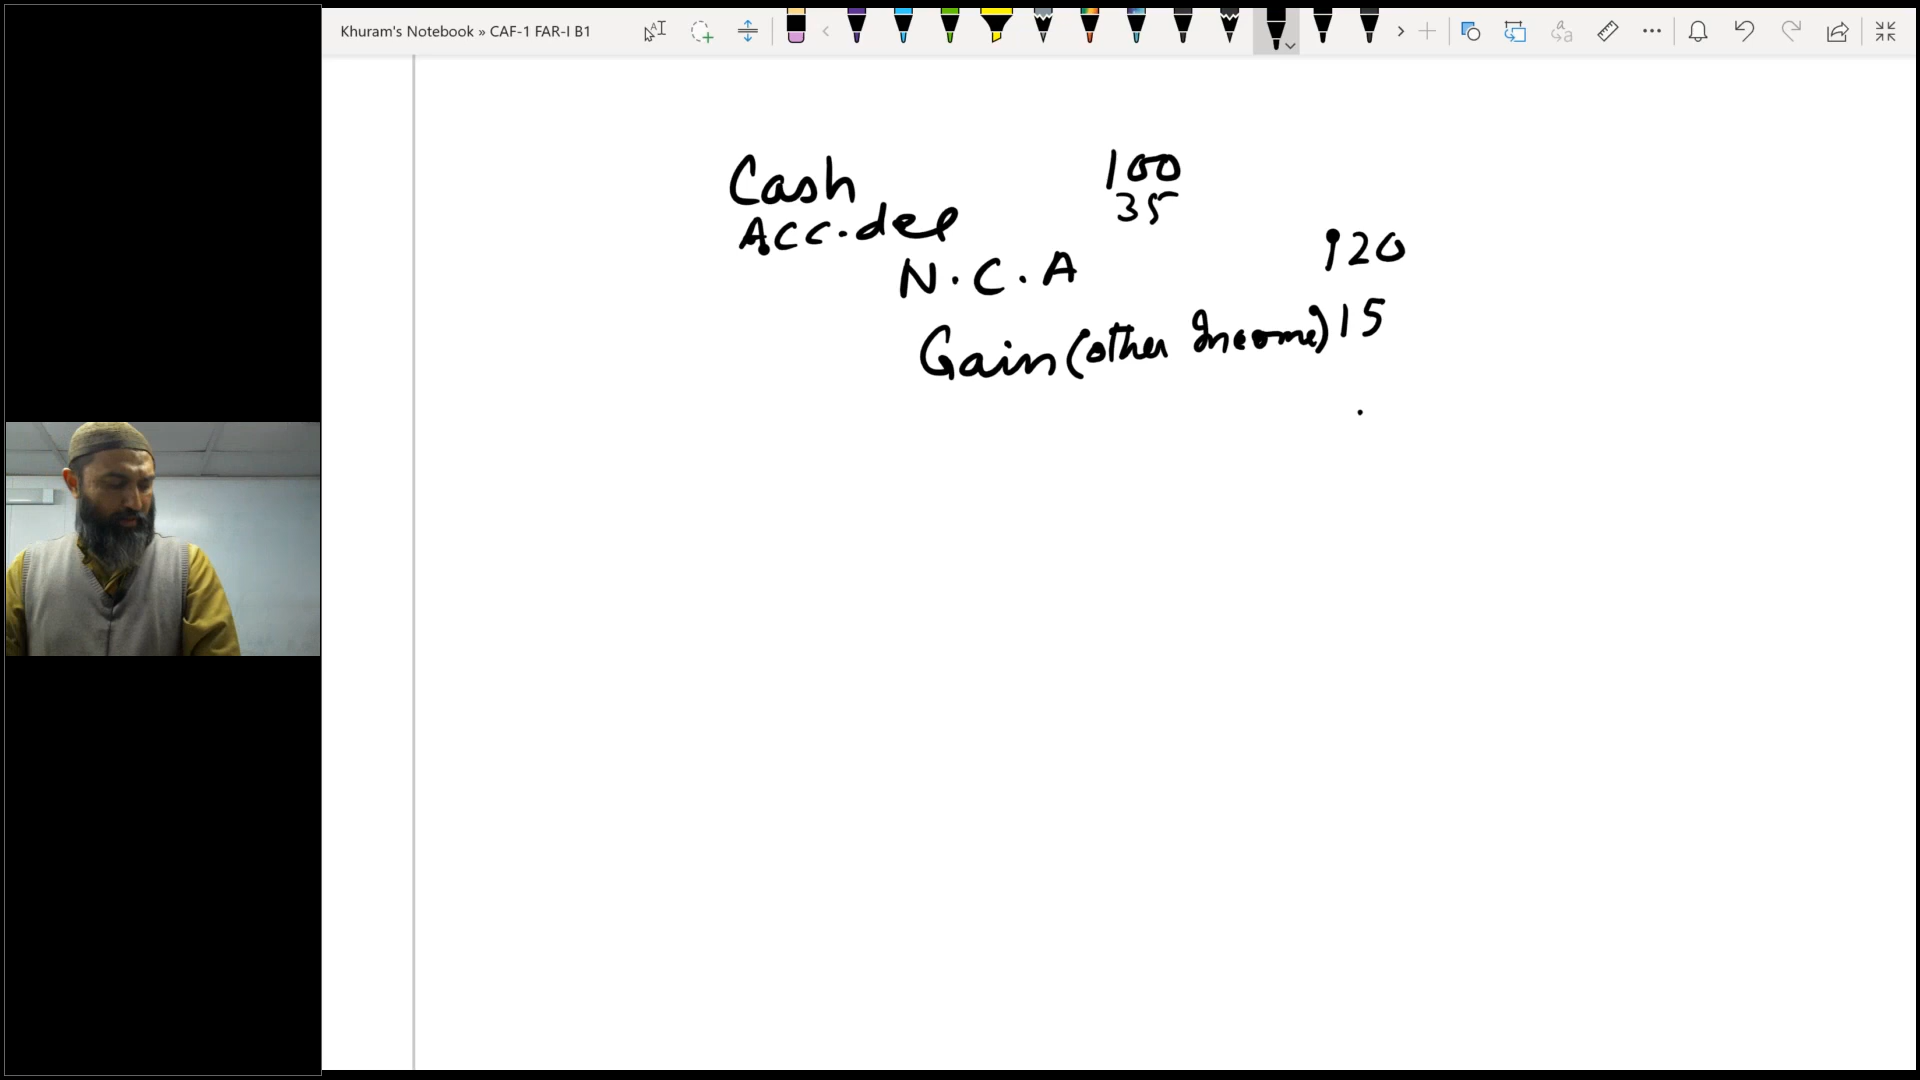 Khuram's Notebook » CAF-1 FAR-I B1
Cash 100
Acc.dep 35
N.C.A 120
Gain (other Income) 15